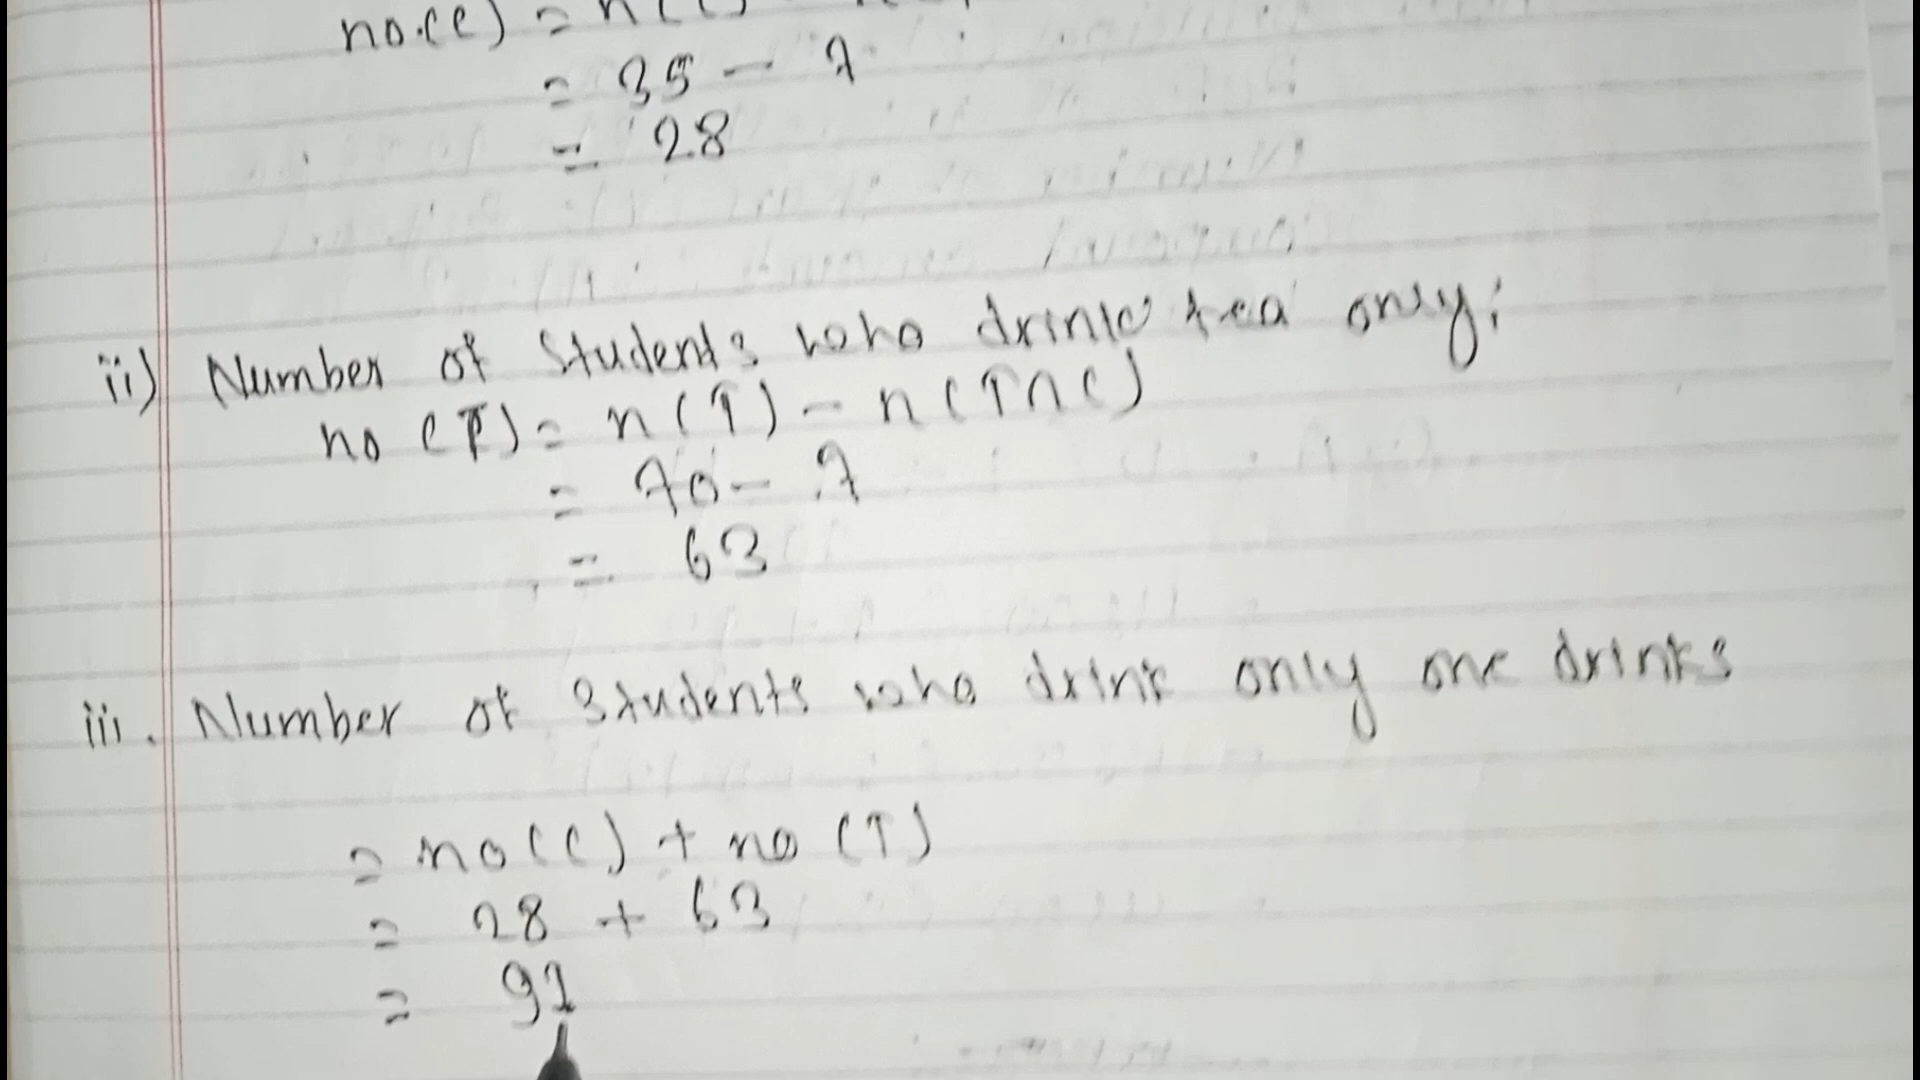 no.(c) = n(
= 35 - 7
= 28
ii) Number of students who drink tea only;
no (T) = n(T) - n(T∩C)
= 70 - 7
= 63
iii. Number of students who drink only one drinks
= no(C) + no (T)
= 28 + 63
= 91